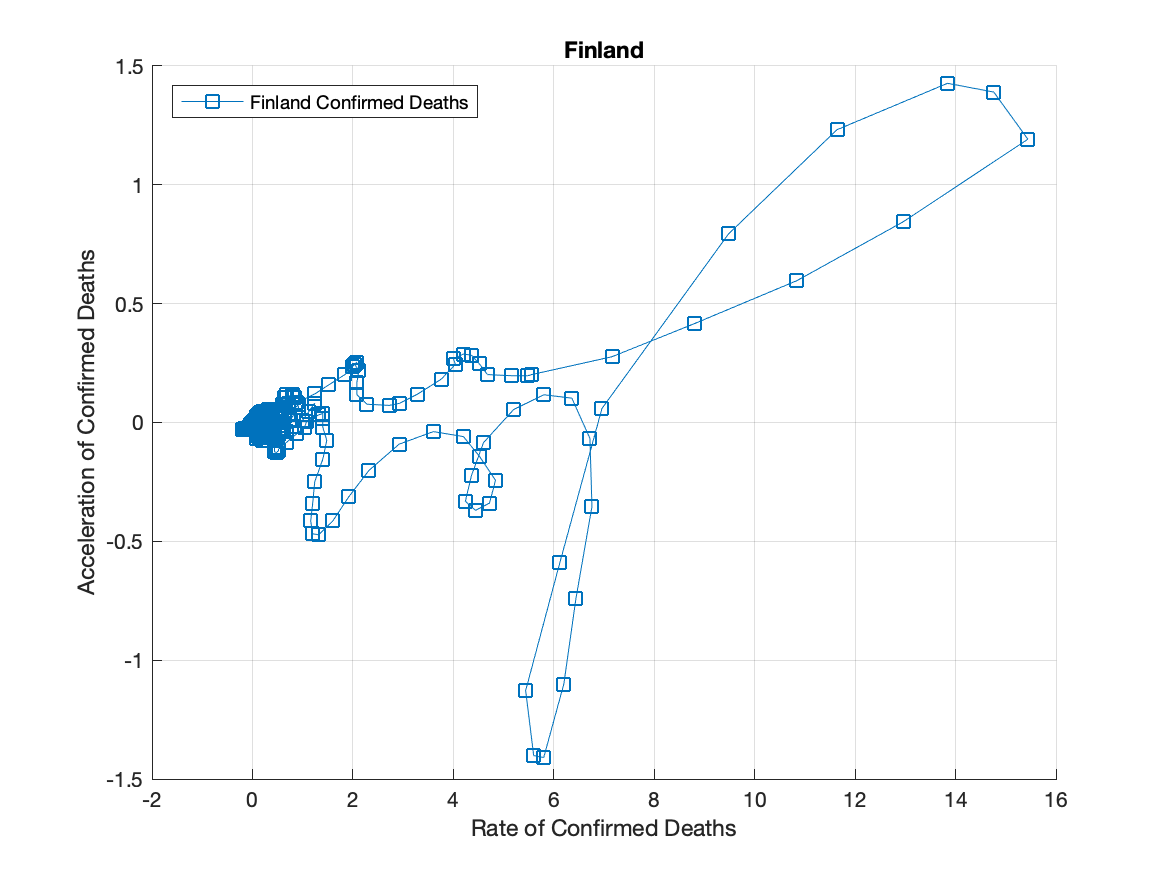 Finland
1.5
Finland Confirmed Deaths
1
0.5
0
-0.5
-1
-1.5
Acceleration of Confirmed Deaths
-2 0 2 4 6 8 10 12 14 16
Rate of Confirmed Deaths